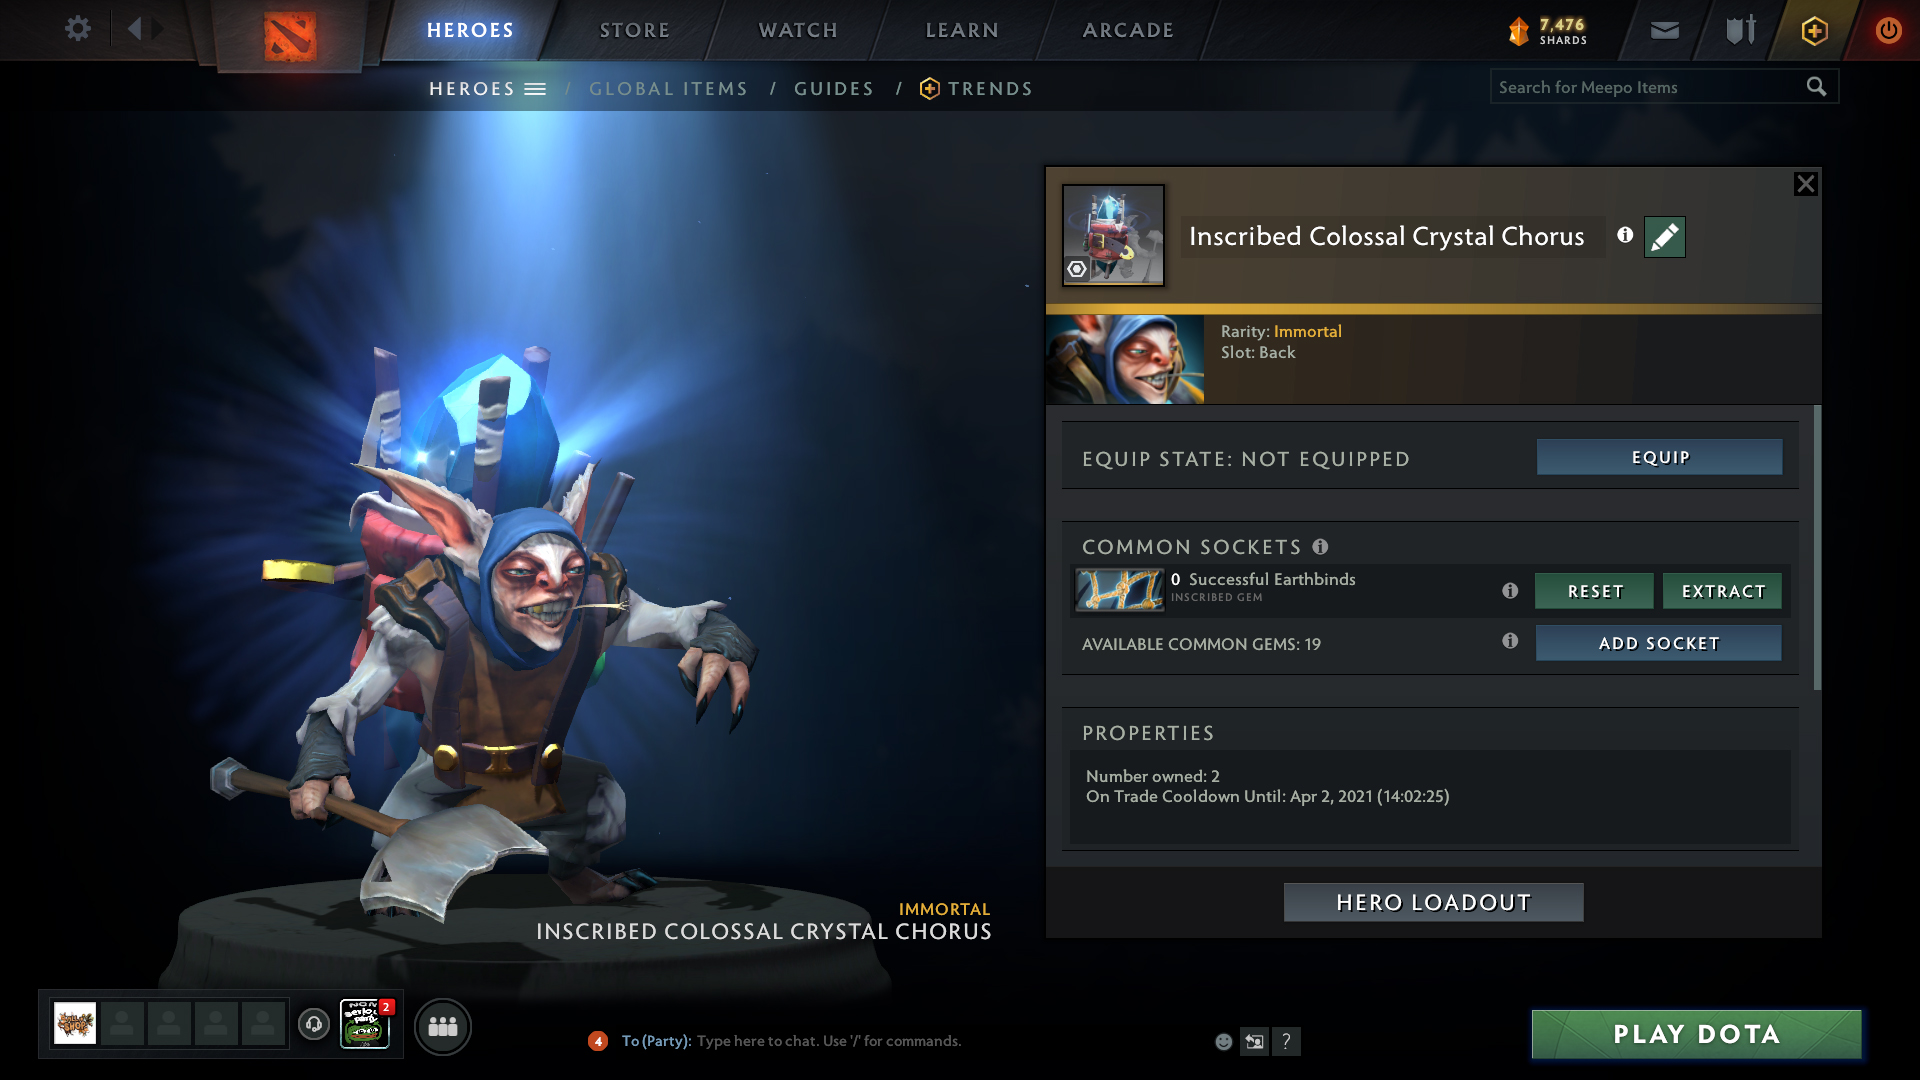 HEROES
STORE
WATCH
LEARN
ARCADE
7,476
SHARDS
HEROES / GLOBAL ITEMS / GUIDES / TRENDS
Search for Meepo Items
Inscribed Colossal Crystal Chorus
Rarity: Immortal
Slot: Back
EQUIP STATE: NOT EQUIPPED
EQUIP
COMMON SOCKETS
0 Successful Earthbinds
INSCRIBED GEM
RESET
EXTRACT
AVAILABLE COMMON GEMS: 19
ADD SOCKET
PROPERTIES
Number owned: 2
On Trade Cooldown Until: Apr 2, 2021 (14:02:25)
HERO LOADOUT
IMMORTAL
INSCRIBED COLOSSAL CRYSTAL CHORUS
2
4
To (Party): Type here to chat. Use '/' for commands.
?
PLAY DOTA